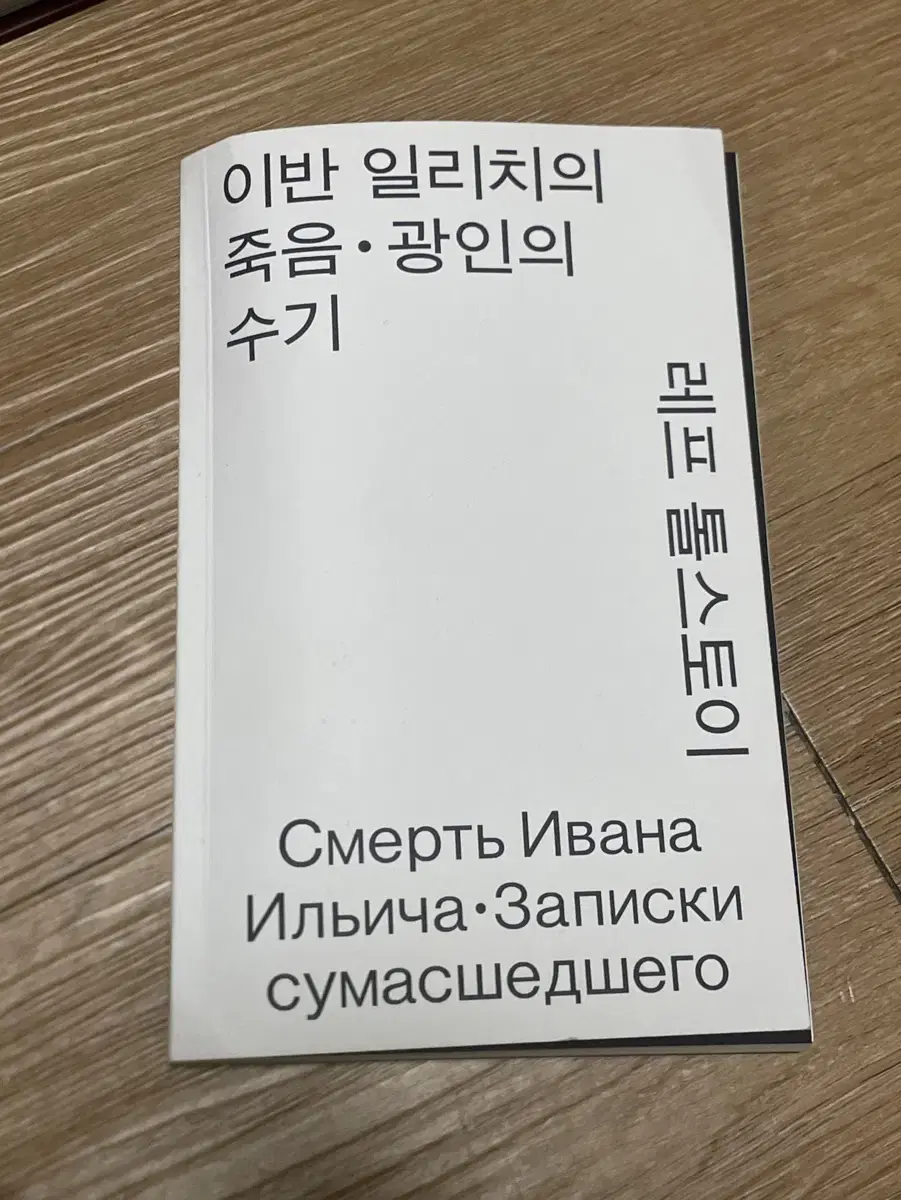 이반 일리치의
죽음·광인의
수기
레프 톨스토이
Смерть Ивана
Ильича·Записки
сумасшедшего